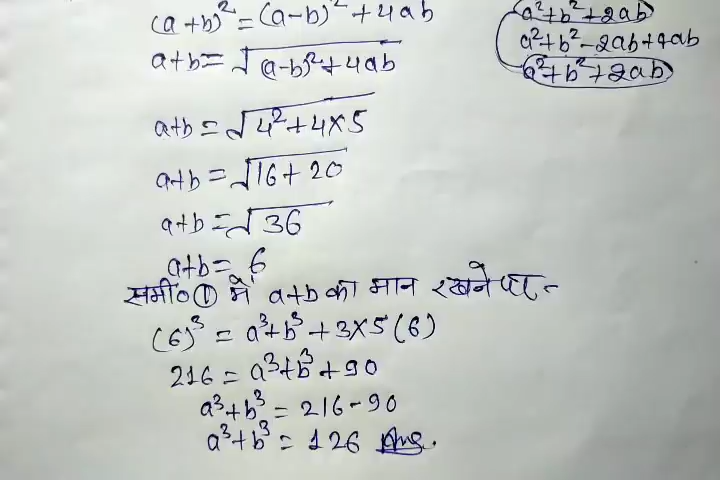 (a+b)² = (a-b)² + 4ab
a+b = √(a-b)² + 4ab
a+b = √4² + 4×5
a+b = √16 + 20
a+b = √36
a+b = 6
समी० ① में a+b का मान रखने पर -
(6)³ = a³+b³ + 3×5(6)
216 = a³+b³ + 90
a³+b³ = 216 - 90
a³+b³ = 126 Ans.
a²+b²+2ab
a²+b²-2ab+4ab
a²+b²+2ab